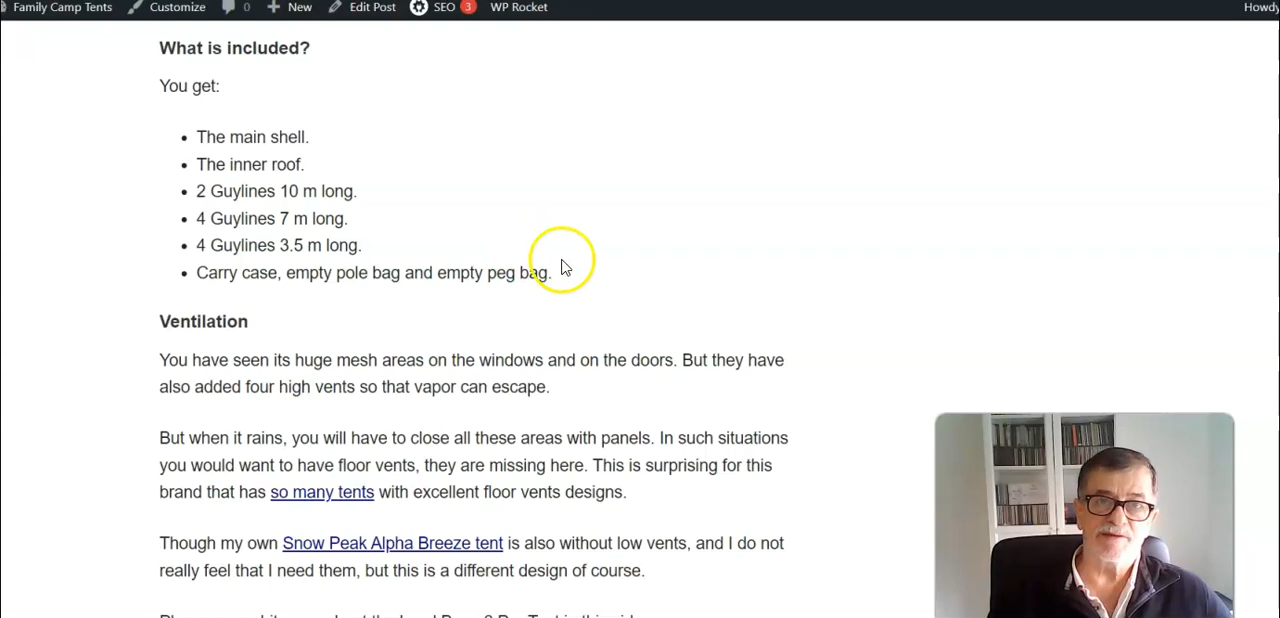 Family Camp Tents Customize 0 New Edit Post SEO 3 WP Rocket Howdy
What is included?
You get:
The main shell.
The inner roof.
2 Guylines 10 m long.
4 Guylines 7 m long.
4 Guylines 3.5 m long.
Carry case, empty pole bag and empty peg bag.
Ventilation
You have seen its huge mesh areas on the windows and on the doors. But they have
also added four high vents so that vapor can escape.
But when it rains, you will have to close all these areas with panels. In such situations
you would want to have floor vents, they are missing here. This is surprising for this
brand that has so many tents with excellent floor vents designs.
Though my own Snow Peak Alpha Breeze tent is also without low vents, and I do not
really feel that I need them, but this is a different design of course.